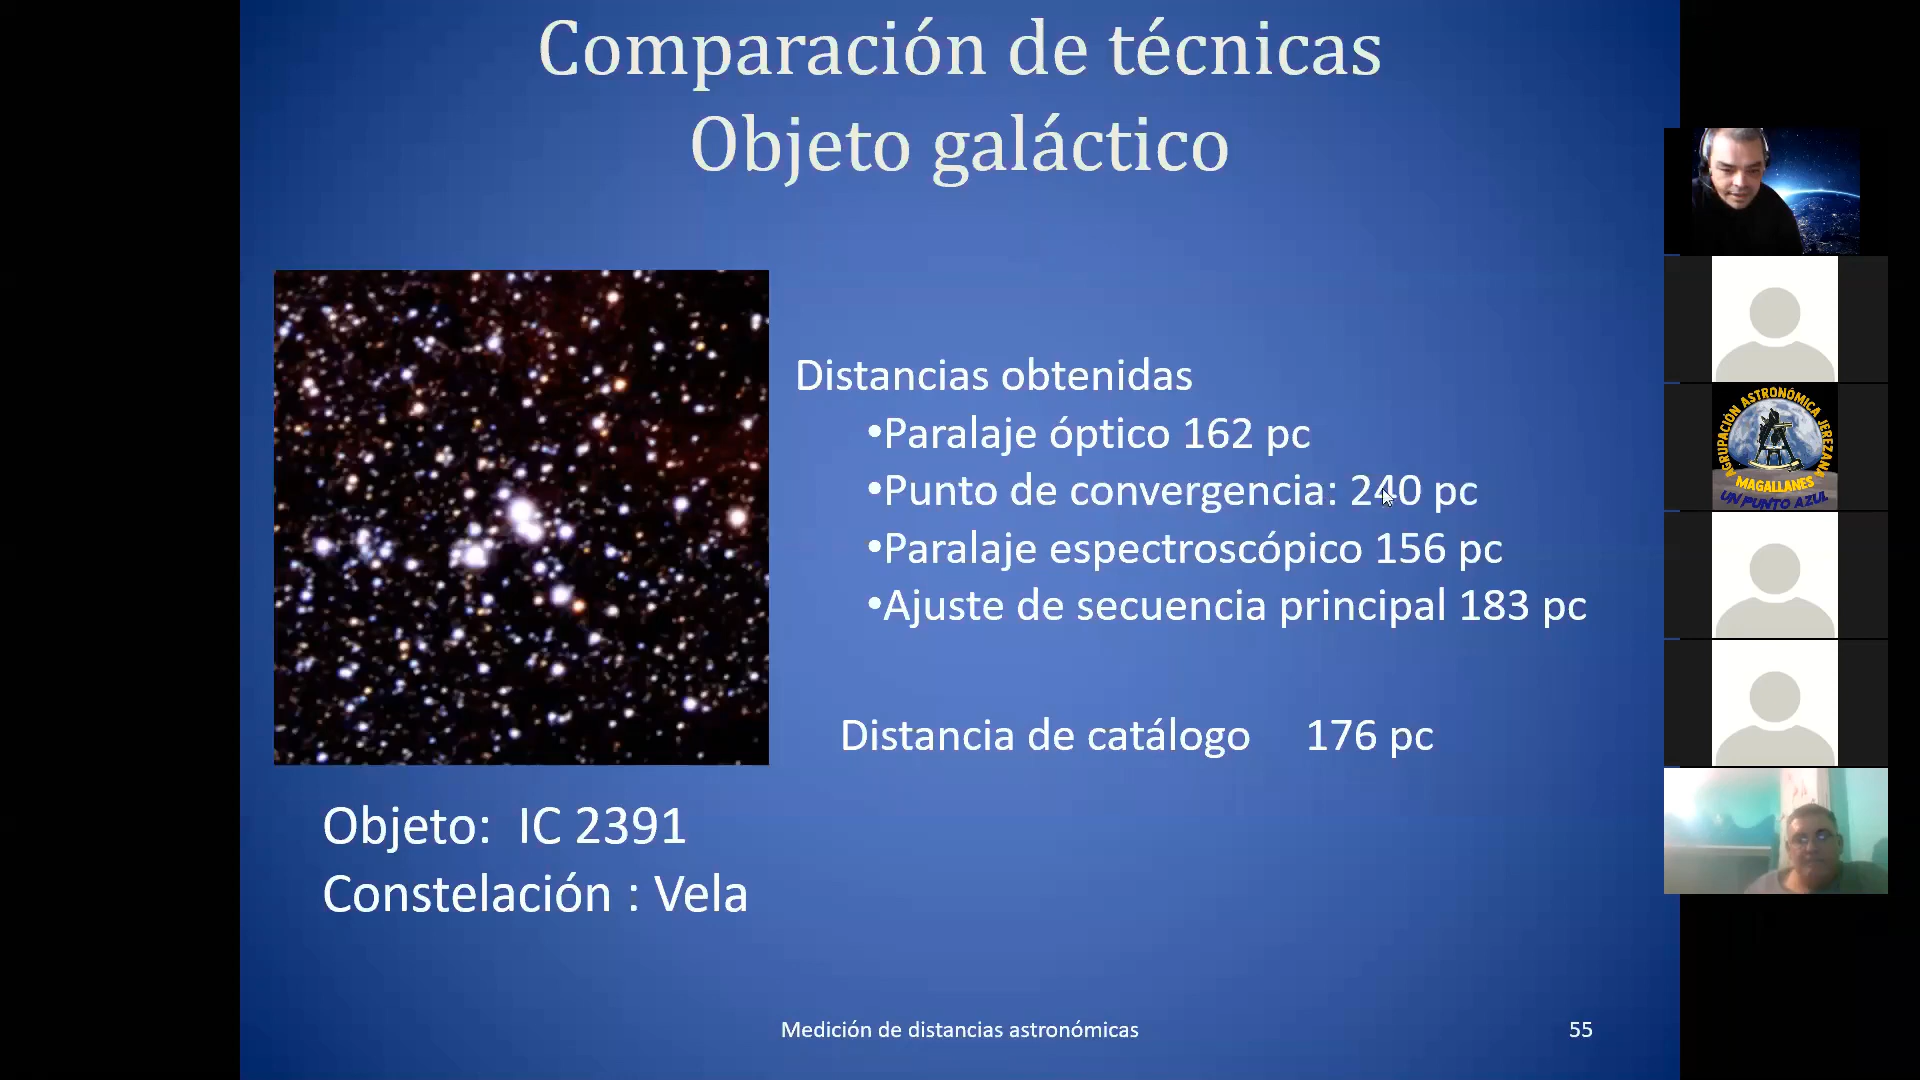 Comparación de técnicas
Objeto galáctico
Distancias obtenidas
•Paralaje óptico 162 pc
•Punto de convergencia: 240 pc
•Paralaje espectroscópico 156 pc
•Ajuste de secuencia principal 183 pc
Distancia de catálogo 176 pc
Objeto: IC 2391
Constelación : Vela
Medición de distancias astronómicas
55
AGRUPACIÓN ASTRONÓMICA JEREZANA
MAGALLANES
UN PUNTO AZUL